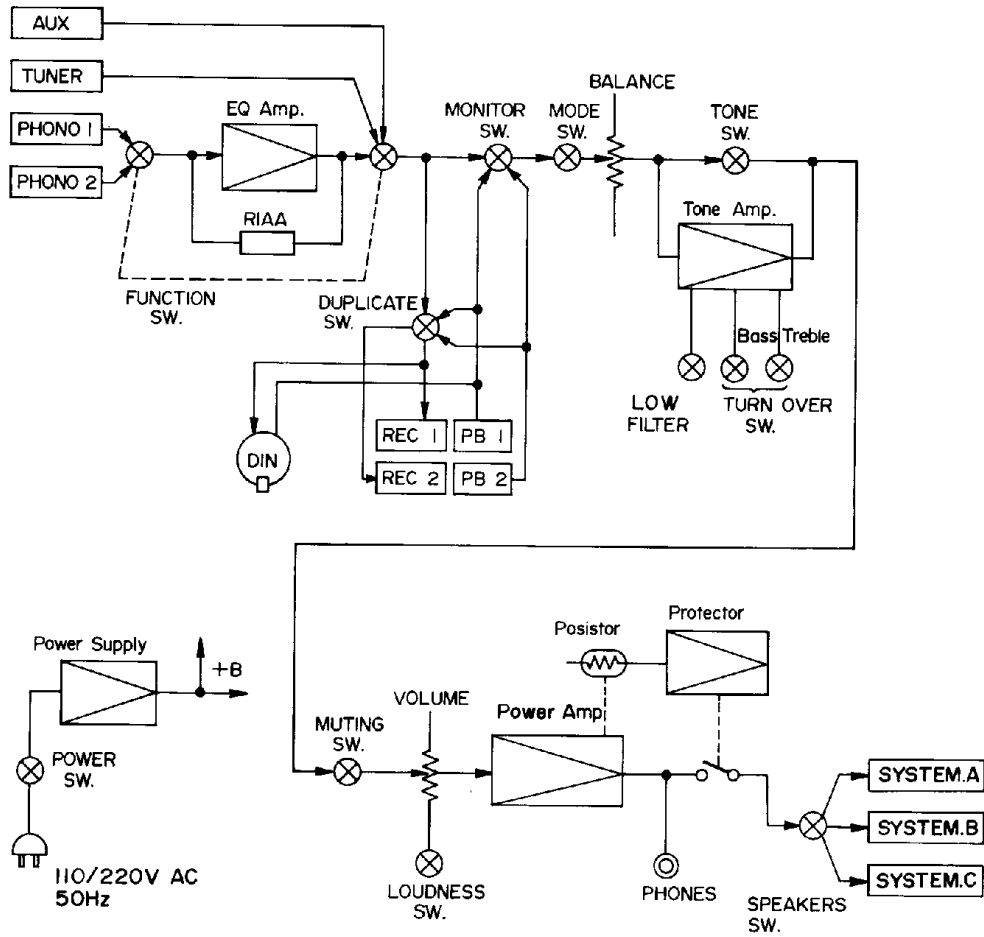 AUX
TUNER
PHONO 1
PHONO 2
EQ Amp.
RIAA
FUNCTION
SW.
MONITOR
SW.
MODE
SW.
BALANCE
TONE
SW.
Tone Amp.
Bass Treble
LOW
FILTER
TURN OVER
SW.
DUPLICATE
SW.
DIN
REC 1
PB 1
REC 2
PB 2
Power Supply
+B
POWER
SW.
110/220V AC
50Hz
MUTING
SW.
VOLUME
LOUDNESS
SW.
Posistor
Protector
Power Amp
PHONES
SPEAKERS
SW.
SYSTEM.A
SYSTEM.B
SYSTEM.C